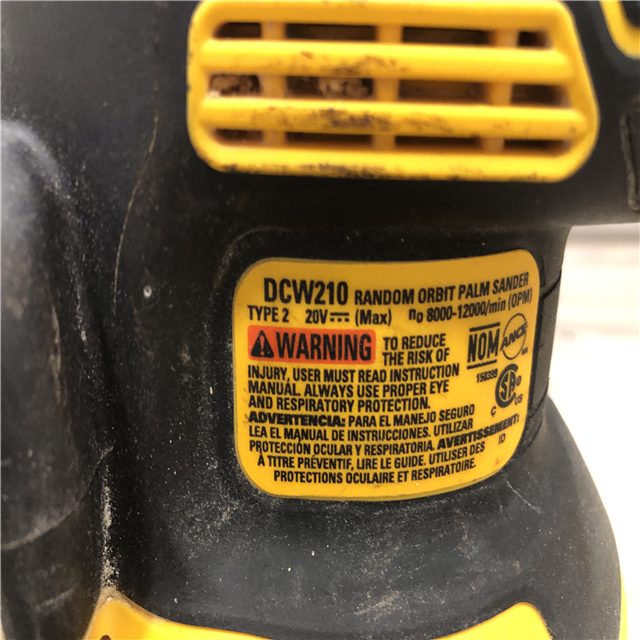 DCW210 RANDOM ORBIT PALM SANDER
TYPE 2 20V⎓ (Max) n₀ 8000-12000/min (OPM)
⚠WARNING TO REDUCE
THE RISK OF
INJURY, USER MUST READ INSTRUCTION
MANUAL. ALWAYS USE PROPER EYE
AND RESPIRATORY PROTECTION.
ADVERTENCIA: PARA EL MANEJO SEGURO
LEA EL MANUAL DE INSTRUCCIONES. UTILIZAR
PROTECCIÓN OCULAR Y RESPIRATORIA. AVERTISSEMENT:
À TITRE PRÉVENTIF, LIRE LE GUIDE. UTILISER DES
PROTECTIONS OCULAIRE ET RESPIRATOIRE.
NOM ANCE
C US
ID